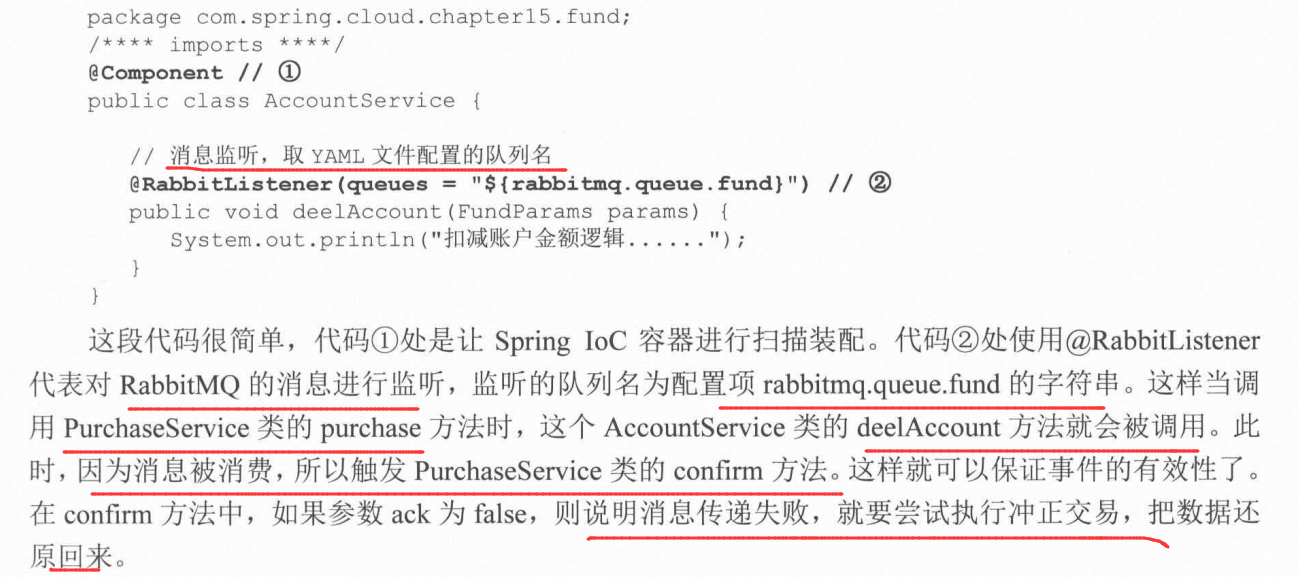 package com.spring.cloud.chapter15.fund;
/**** imports ****/
@Component // ①
public class AccountService {
// 消息监听，取 YAML 文件配置的队列名
@RabbitListener(queues = "${rabbitmq.queue.fund}") // ②
public void deelAccount(FundParams params) {
System.out.println("扣减账户金额逻辑......");
}
}
这段代码很简单，代码①处是让 Spring IoC 容器进行扫描装配。代码②处使用@RabbitListener
代表对 RabbitMQ 的消息进行监听，监听的队列名为配置项 rabbitmq.queue.fund 的字符串。这样当调
用 PurchaseService 类的 purchase 方法时，这个 AccountService 类的 deelAccount 方法就会被调用。此
时，因为消息被消费，所以触发 PurchaseService 类的 confirm 方法。这样就可以保证事件的有效性了。
在 confirm 方法中，如果参数 ack 为 false，则说明消息传递失败，就要尝试执行冲正交易，把数据还
原回来。